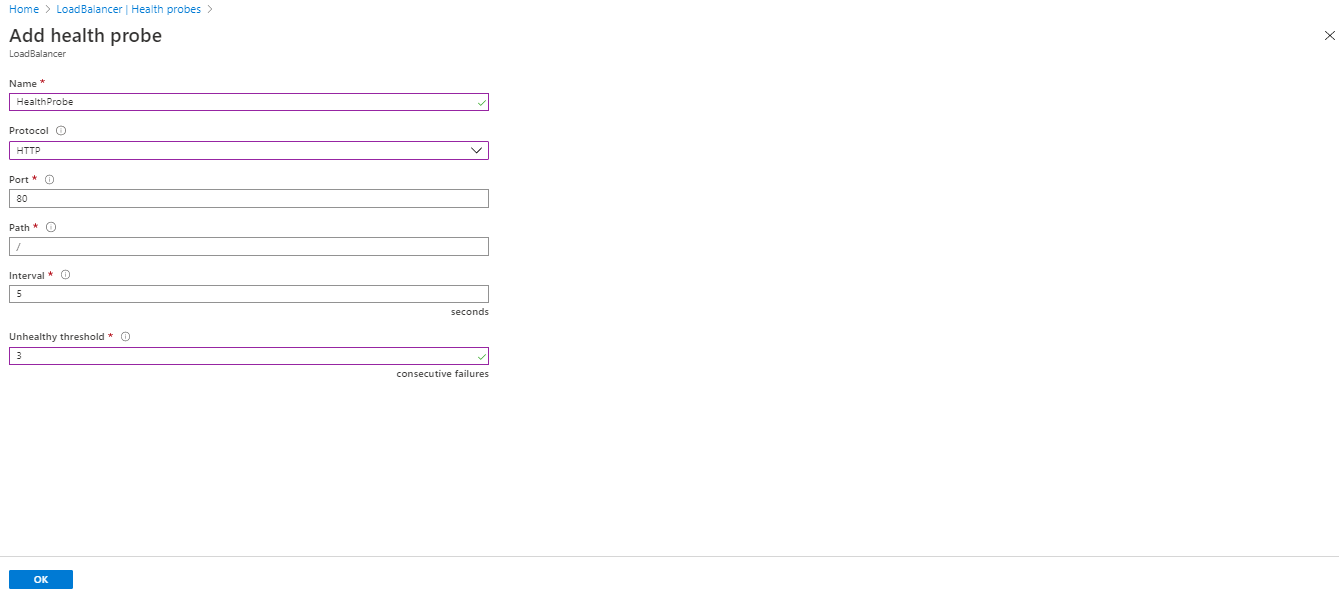 Home > LoadBalancer | Health probes >
Add health probe
LoadBalancer
Name *
HealthProbe
Protocol
HTTP
Port *
80
Path *
/
Interval *
5
seconds
Unhealthy threshold *
3
consecutive failures
OK